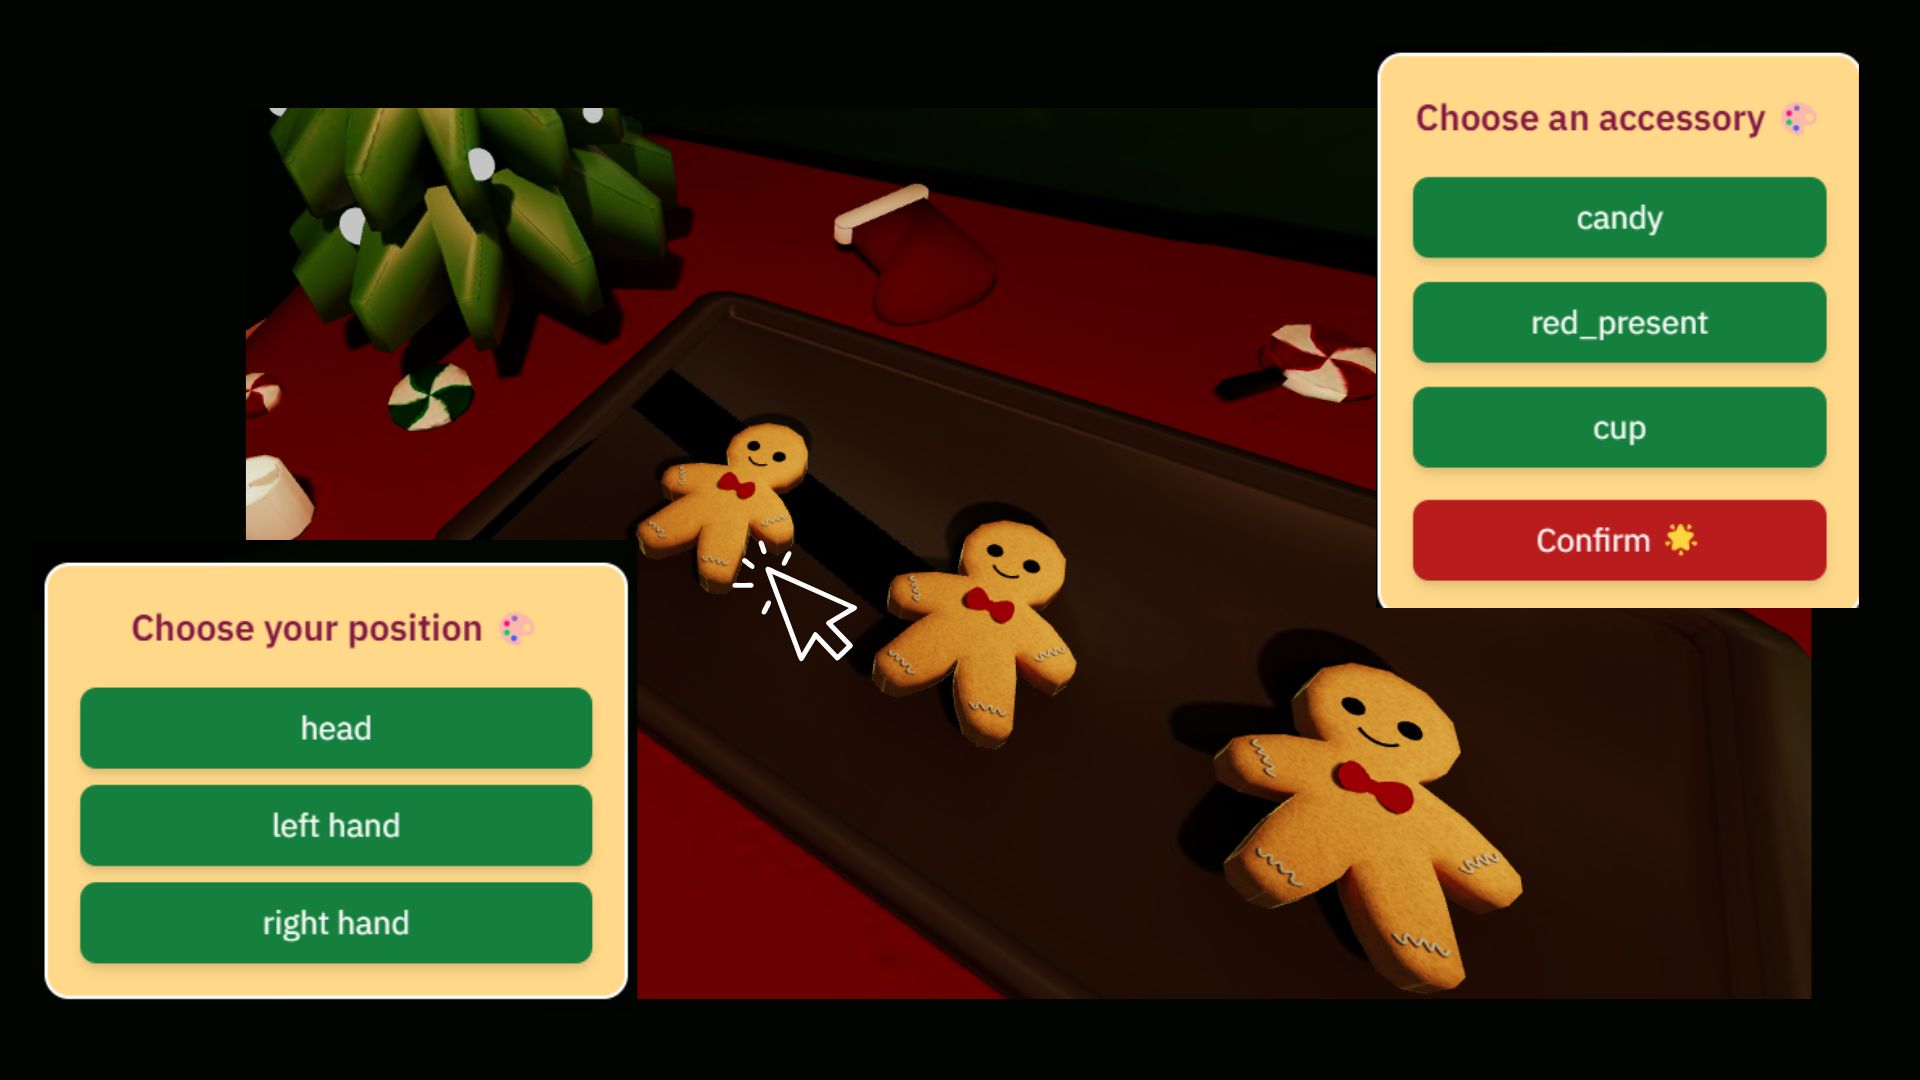 Choose an accessory 🎨
candy
red_present
cup
Confirm 🌟
Choose your position 🎨
head
left hand
right hand